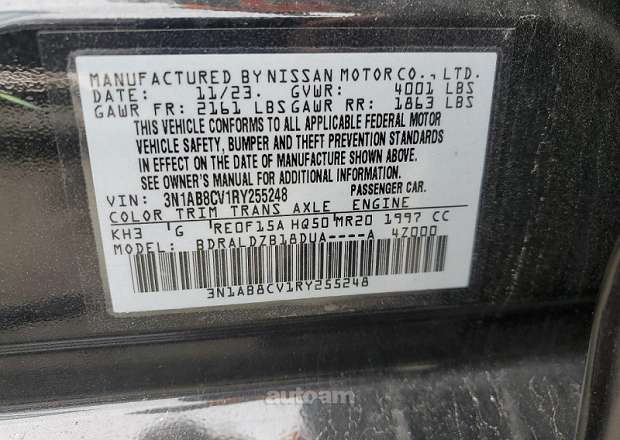 MANUFACTURED BY NISSAN MOTOR CO., LTD.
DATE: 11/23. GVWR: 4001 LBS
GAWR FR: 2161 LBS GAWR RR: 1863 LBS
THIS VEHICLE CONFORMS TO ALL APPLICABLE FEDERAL MOTOR
VEHICLE SAFETY, BUMPER AND THEFT PREVENTION STANDARDS
IN EFFECT ON THE DATE OF MANUFACTURE SHOWN ABOVE.
SEE OWNER'S MANUAL FOR ADDITIONAL INFORMATION.
VIN: 3N1AB8CV1RY255248 PASSENGER CAR.
COLOR TRIM TRANS AXLE ENGINE
KH3 G RE0F15A HQ50 MR20 1997 CC
MODEL: BDRALDZB18DUA----A 4Z000
3N1AB8CV1RY255248
autoam